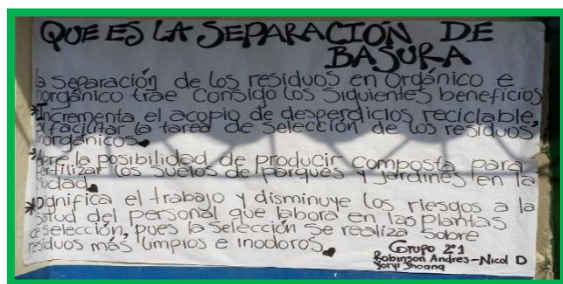 QUE ES LA SEPARACIÓN DE
BASURA
la separación de los residuos en orgánico e
inorgánico trae consigo los siguientes beneficios
*Incrementa el acopio de desperdicios reciclable,
al facilitar la tarea de selección de los residuos
inorgánicos.
*Abre la posibilidad de producir composta para
fertilizar los suelos de parques y jardines en la
ciudad.
*Dignifica el trabajo y disminuye los riesgos a la
salud del personal que labora en las plantas
de selección, pues la selección se realiza sobre
residuos más limpios e inodoros.
Grupo 21
Robinson Andres-Nicol D